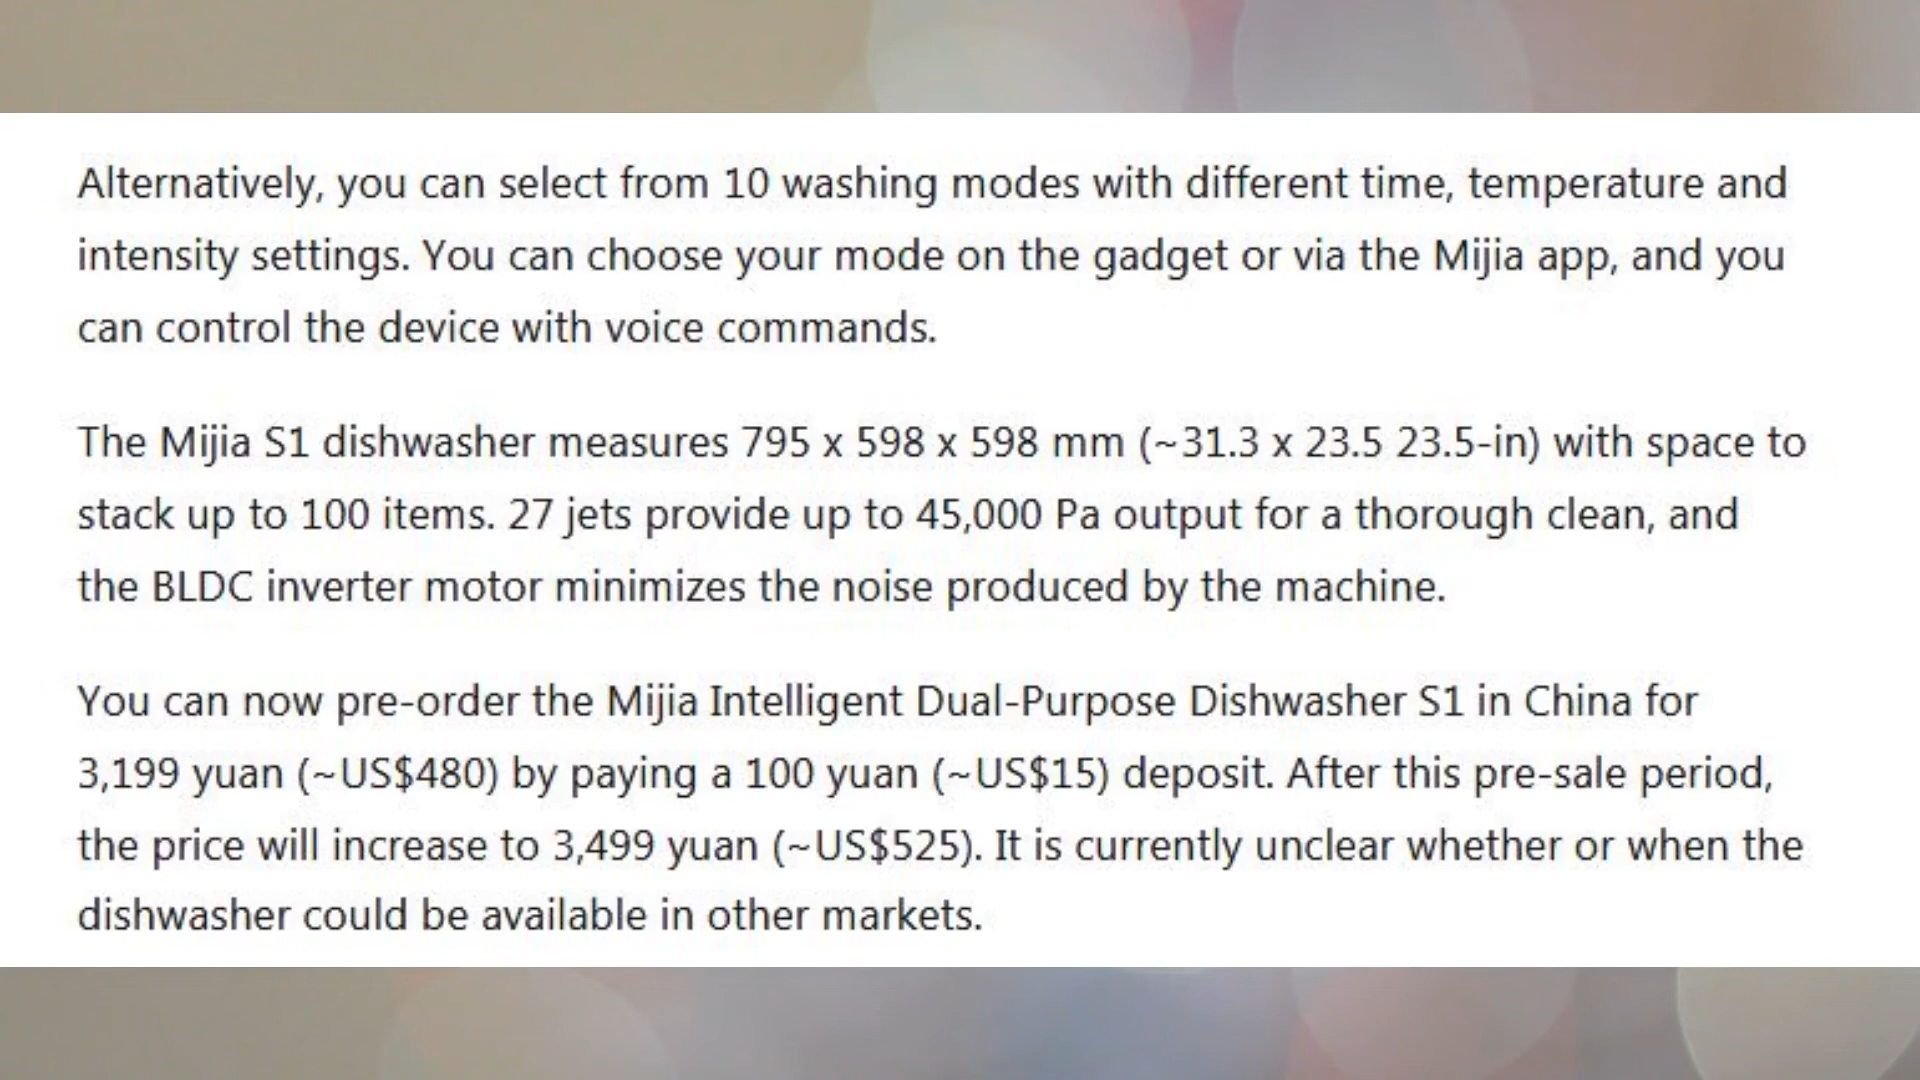 Alternatively, you can select from 10 washing modes with different time, temperature and
intensity settings. You can choose your mode on the gadget or via the Mijia app, and you
can control the device with voice commands.
The Mijia S1 dishwasher measures 795 x 598 x 598 mm (~31.3 x 23.5 23.5-in) with space to
stack up to 100 items. 27 jets provide up to 45,000 Pa output for a thorough clean, and
the BLDC inverter motor minimizes the noise produced by the machine.
You can now pre-order the Mijia Intelligent Dual-Purpose Dishwasher S1 in China for
3,199 yuan (~US$480) by paying a 100 yuan (~US$15) deposit. After this pre-sale period,
the price will increase to 3,499 yuan (~US$525). It is currently unclear whether or when the
dishwasher could be available in other markets.